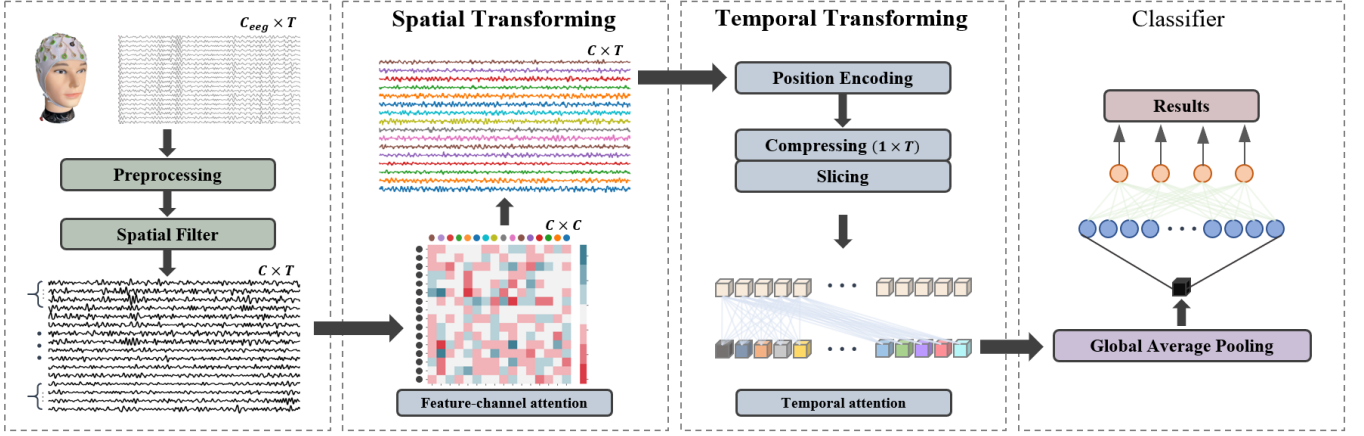 C_eeg × T
Preprocessing
Spatial Filter
C × T
Spatial Transforming
C × T
C × C
Feature-channel attention
Temporal Transforming
Position Encoding
Compressing (1 × T)
Slicing
Temporal attention
Classifier
Results
Global Average Pooling